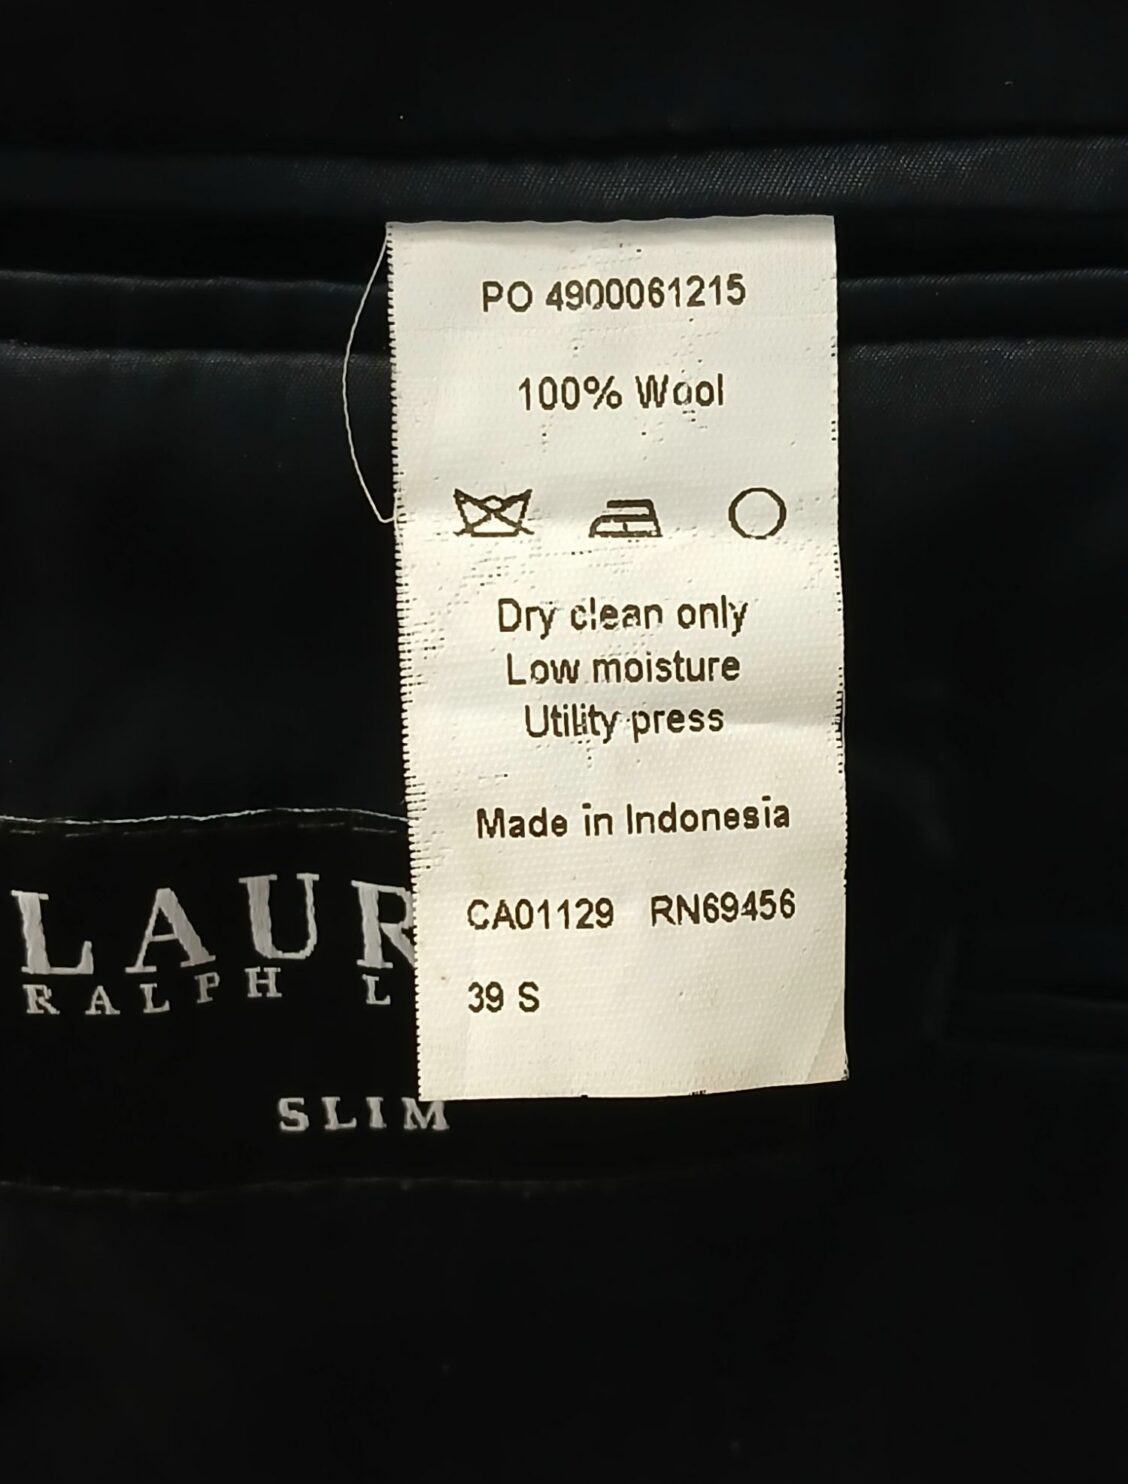 PO 4900061215
100% Wool
Dry clean only
Low moisture
Utility press
Made in Indonesia
CA01129 RN69456
39 S
LAUR
RALPH L
SLIM